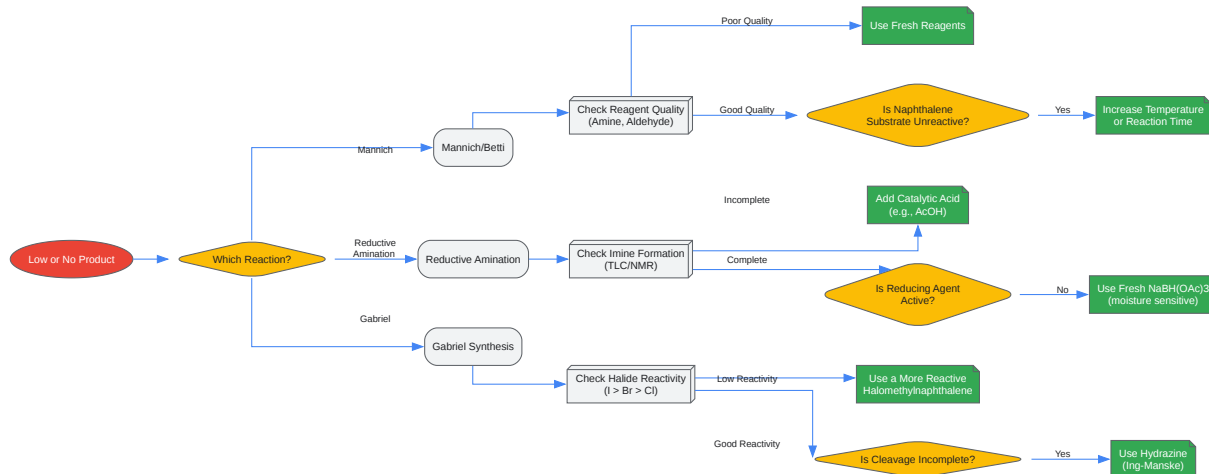 Poor Quality
Use Fresh Reagents
Check Reagent Quality
(Amine, Aldehyde)
Good Quality
Is Naphthalene
Substrate Unreactive?
Yes
Increase Temperature
or Reaction Time
Mannich
Mannich/Betti
Incomplete
Add Catalytic Acid
(e.g., AcOH)
Low or No Product
Which Reaction?
Reductive
Amination
Reductive Amination
Check Imine Formation
(TLC/NMR)
Complete
Is Reducing Agent
Active?
No
Use Fresh NaBH(OAc)3
(moisture sensitive)
Gabriel
Gabriel Synthesis
Check Halide Reactivity
(I > Br > Cl)
Low Reactivity
Use a More Reactive
Halomethylnaphthalene
Good Reactivity
Is Cleavage Incomplete?
Yes
Use Hydrazine
(Ing-Manske)